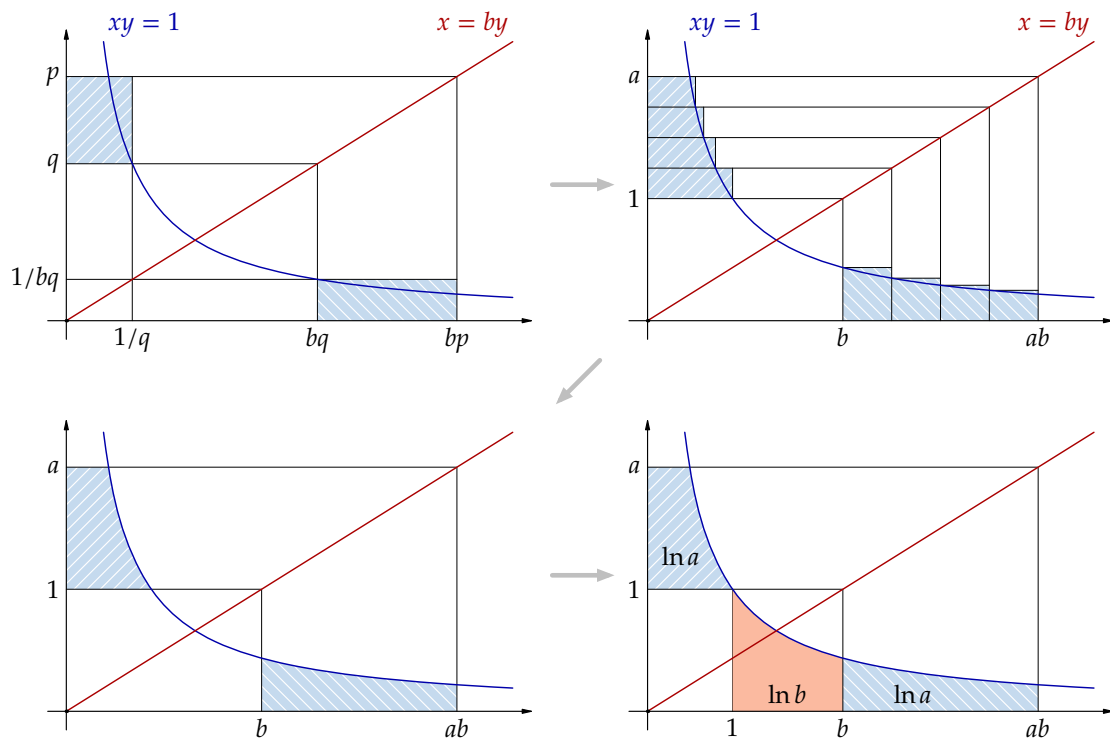 xy = 1
x = by
p
q
1/bq
1/q
bq
bp
xy = 1
x = by
a
1
b
ab
a
1
b
ab
a
ln a
1
ln b
ln a
1
b
ab